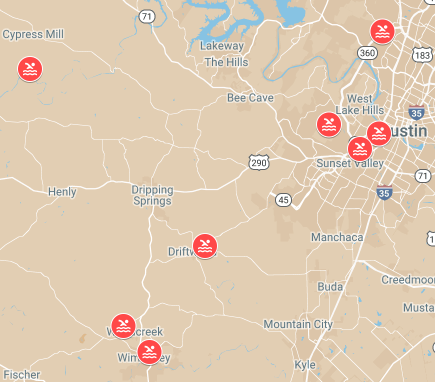 71
Cypress Mill
Lakeway
The Hills
360
183
Bee Cave
West
Lake Hills
35
290
Sunset Valley
71
Henly
Dripping
Springs
45
35
Manchaca
Creedmoor
Buda
Mountain City
Kyle
Fischer